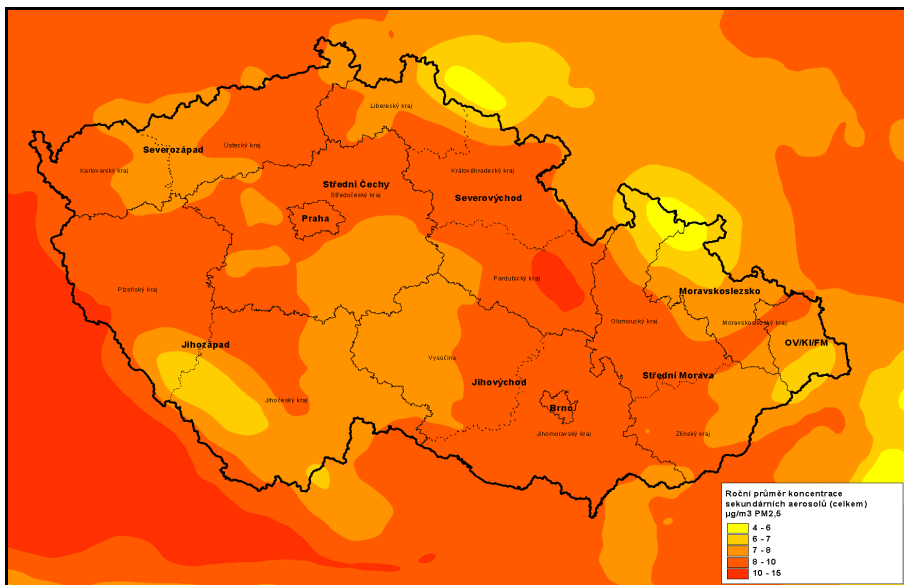 Liberecký kraj
Severozápad
Ústecký kraj
Karlovarský kraj
Královéhradecký kraj
Střední Čechy
Středočeský kraj
Severovýchod
Praha
Pardubický kraj
Plzeňský kraj
Moravskoslezsko
Olomoucký kraj
Moravskoslezský kraj
Jihozápad
OV/KI/FM
Vysočina
Jihovýchod
Střední Morava
Jihočeský kraj
Brno
Jihomoravský kraj
Zlínský kraj
Roční průměr koncentrace
sekundárních aerosolů (celkem)
µg/m3 PM2,5
4 - 6
6 - 7
7 - 8
8 - 10
10 - 15